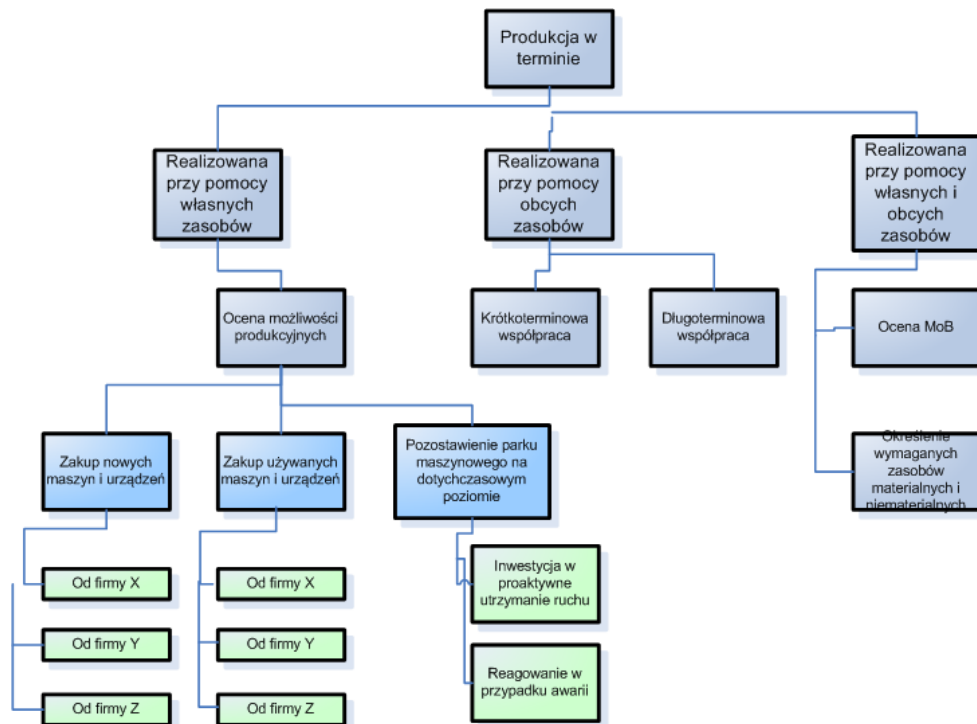 Produkcja w
terminie
Realizowana
przy pomocy
własnych
zasobów
Realizowana
przy pomocy
obcych
zasobów
Realizowana
przy pomocy
własnych i
obcych
zasobów
Ocena możliwości
produkcyjnych
Krótkoterminowa
współpraca
Długoterminowa
współpraca
Ocena MoB
Zakup nowych
maszyn i urządzeń
Zakup używanych
maszyn i urządzeń
Pozostawienie parku
maszynowego na
dotychczasowym
poziomie
Określenie
wymaganych
zasobów
materialnych i
niematerialnych
Od firmy X
Od firmy Y
Od firmy Z
Od firmy X
Od firmy Y
Od firmy Z
Inwestycja w
proaktywne
utrzymanie ruchu
Reagowanie w
przypadku awarii